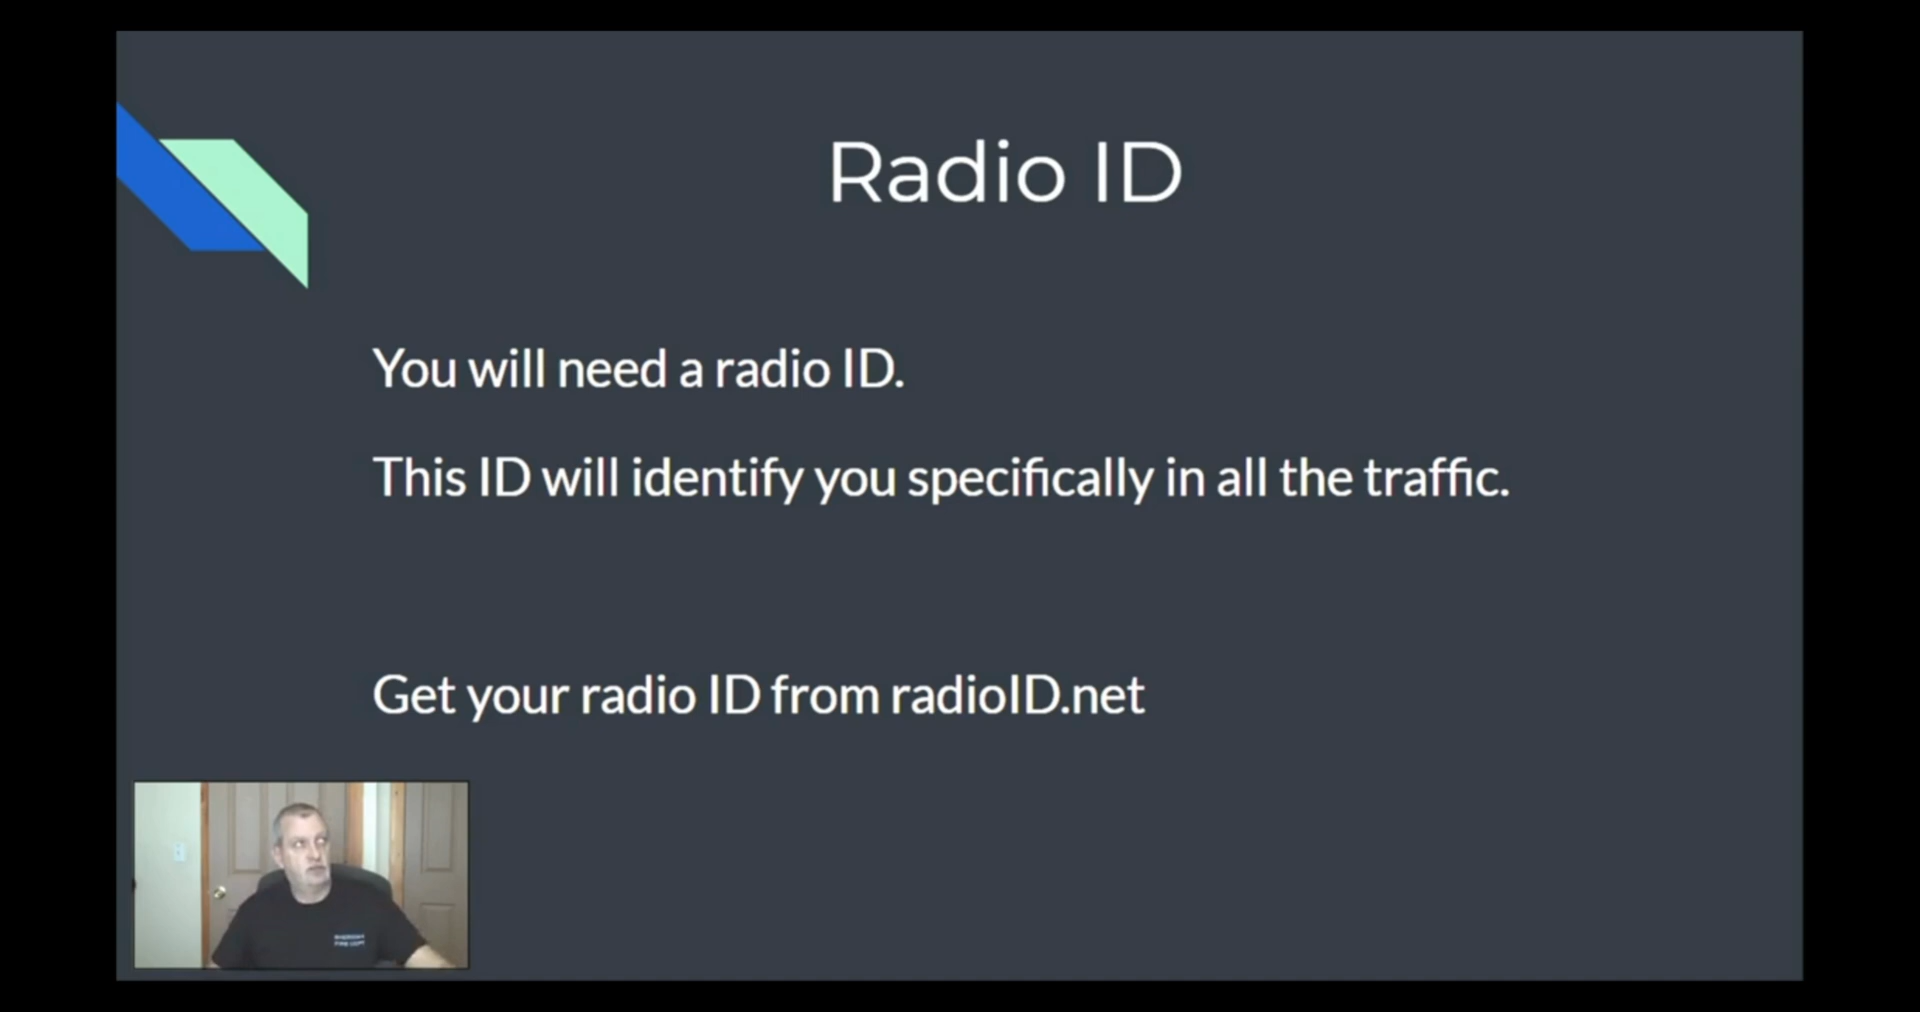 Radio ID
You will need a radio ID.
This ID will identify you specifically in all the traffic.
Get your radio ID from radioID.net